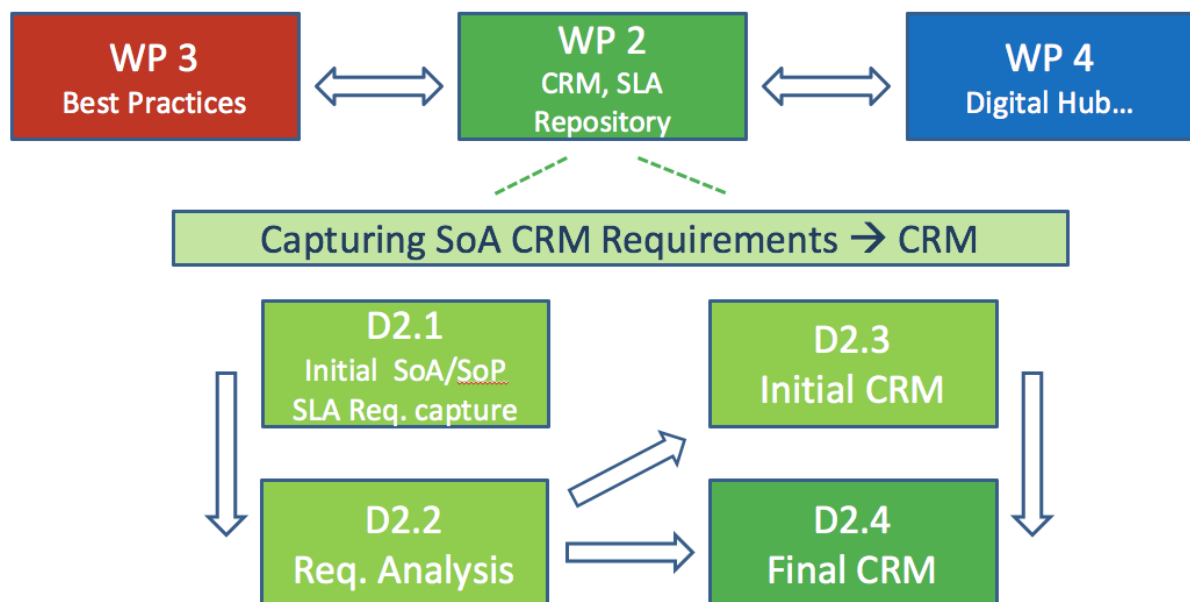 WP 3
Best Practices
WP 2
CRM, SLA
Repository
WP 4
Digital Hub...
Capturing SoA CRM Requirements → CRM
D2.1
Initial SoA/SoP
SLA Req. capture
D2.3
Initial CRM
D2.2
Req. Analysis
D2.4
Final CRM